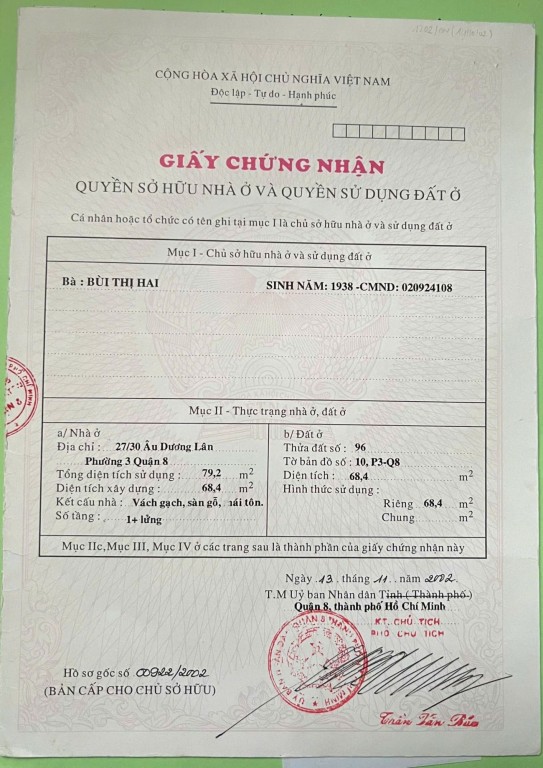 CỘNG HÒA XÃ HỘI CHỦ NGHĨA VIỆT NAM
Độc lập - Tự do - Hạnh phúc
GIẤY CHỨNG NHẬN
QUYỀN SỞ HỮU NHÀ Ở VÀ QUYỀN SỬ DỤNG ĐẤT Ở
Cá nhân hoặc tổ chức có tên ghi tại mục I là chủ sở hữu nhà ở và sử dụng đất ở
Mục I - Chủ sở hữu nhà ở và sử dụng đất ở
Bà : BÙI THỊ HAI SINH NĂM: 1938 -CMND: 020924108
Mục II - Thực trạng nhà ở, đất ở
a/ Nhà ở
Địa chỉ : 27/30 Âu Dương Lân
Phường 3 Quận 8
Tổng diện tích sử dụng : 79,2 m2
Diện tích xây dựng : 68,4 m2
Kết cấu nhà : Vách gạch, sàn gỗ, mái tôn.
Số tầng : 1+ lửng
b/ Đất ở
Thửa đất số : 96
Tờ bản đồ số : 10, P3-Q8
Diện tích : 68,4 m2
Hình thức sử dụng :
Riêng 68,4 m2
Chung m2
Mục IIc, Mục III, Mục IV ở các trang sau là thành phần của giấy chứng nhận này
Ngày 13 tháng 11 năm 2002
T.M Uỷ ban Nhân dân Tỉnh ( Thành phố )
Quận 8, thành phố Hồ Chí Minh
KT. CHỦ TỊCH
PHÓ CHỦ TỊCH
Hồ sơ gốc số 00922/2002
(BẢN CẤP CHO CHỦ SỞ HỮU)
Trần Tấn